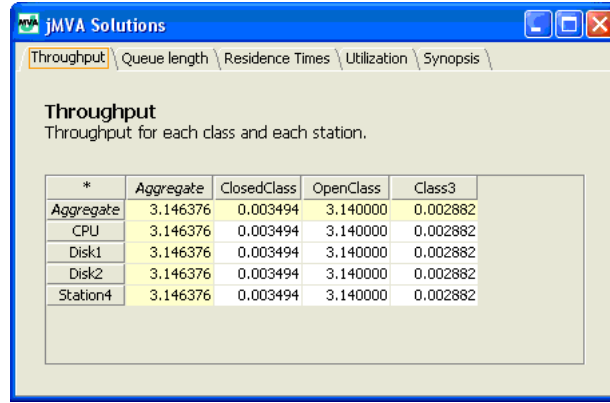 MVA jMVA Solutions
Throughput Queue length Residence Times Utilization Synopsis
Throughput
Throughput for each class and each station.
* Aggregate ClosedClass OpenClass Class3
Aggregate 3.146376 0.003494 3.140000 0.002882
CPU 3.146376 0.003494 3.140000 0.002882
Disk1 3.146376 0.003494 3.140000 0.002882
Disk2 3.146376 0.003494 3.140000 0.002882
Station4 3.146376 0.003494 3.140000 0.002882